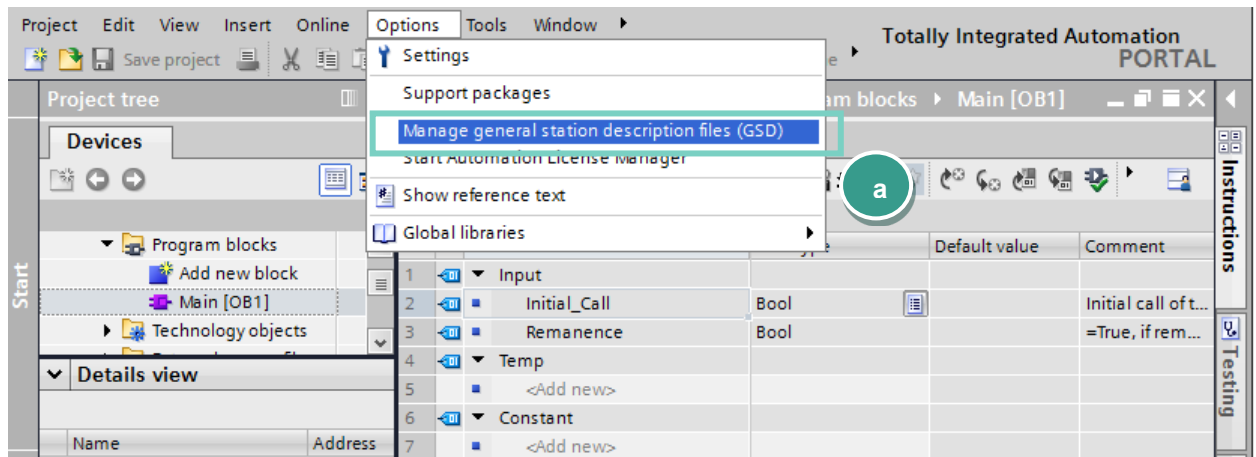 Project Edit View Insert Online Options Tools Window
Totally Integrated Automation
PORTAL
Save project
Settings
Support packages
Manage general station description files (GSD)
Start Automation License Manager
Show reference text
Global libraries
Project tree
am blocks Main [OB1]
Devices
a
Program blocks
Add new block
Main [OB1]
Technology objects
Details view
Name Address
Default value Comment
1 Input
2 Initial_Call Bool Initial call of t...
3 Remanence Bool =True, if rem...
4 Temp
5 <Add new>
6 Constant
7 <Add new>
Start
Instructions
Testing